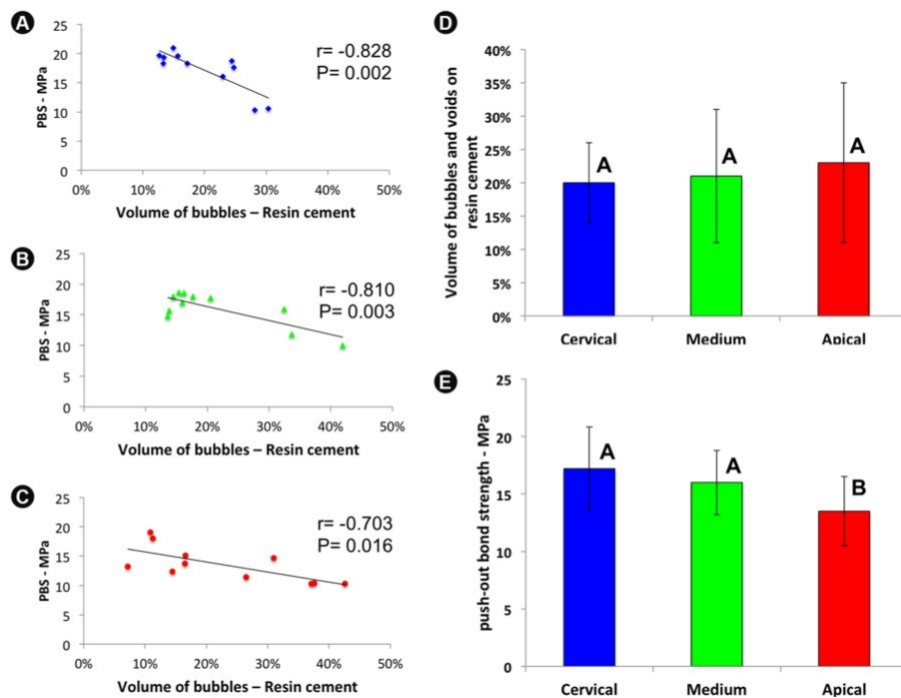 A
25
20
15
10
5
0
PBS - MPa
r= -0.828
P= 0.002
0% 10% 20% 30% 40% 50%
Volume of bubbles – Resin cement
B
25
20
15
10
5
0
PBS - MPa
r= -0.810
P= 0.003
0% 10% 20% 30% 40% 50%
Volume of bubbles – Resin cement
C
25
20
15
10
5
0
PBS - MPa
r= -0.703
P= 0.016
0% 10% 20% 30% 40% 50%
Volume of bubbles – Resin cement
D
Volume of bubbles and voids on
resin cement
40%
35%
30%
25%
20%
15%
10%
5%
0%
A A A
Cervical Medium Apical
E
push-out bond strength - MPa
25
20
15
10
5
0
A A B
Cervical Medium Apical